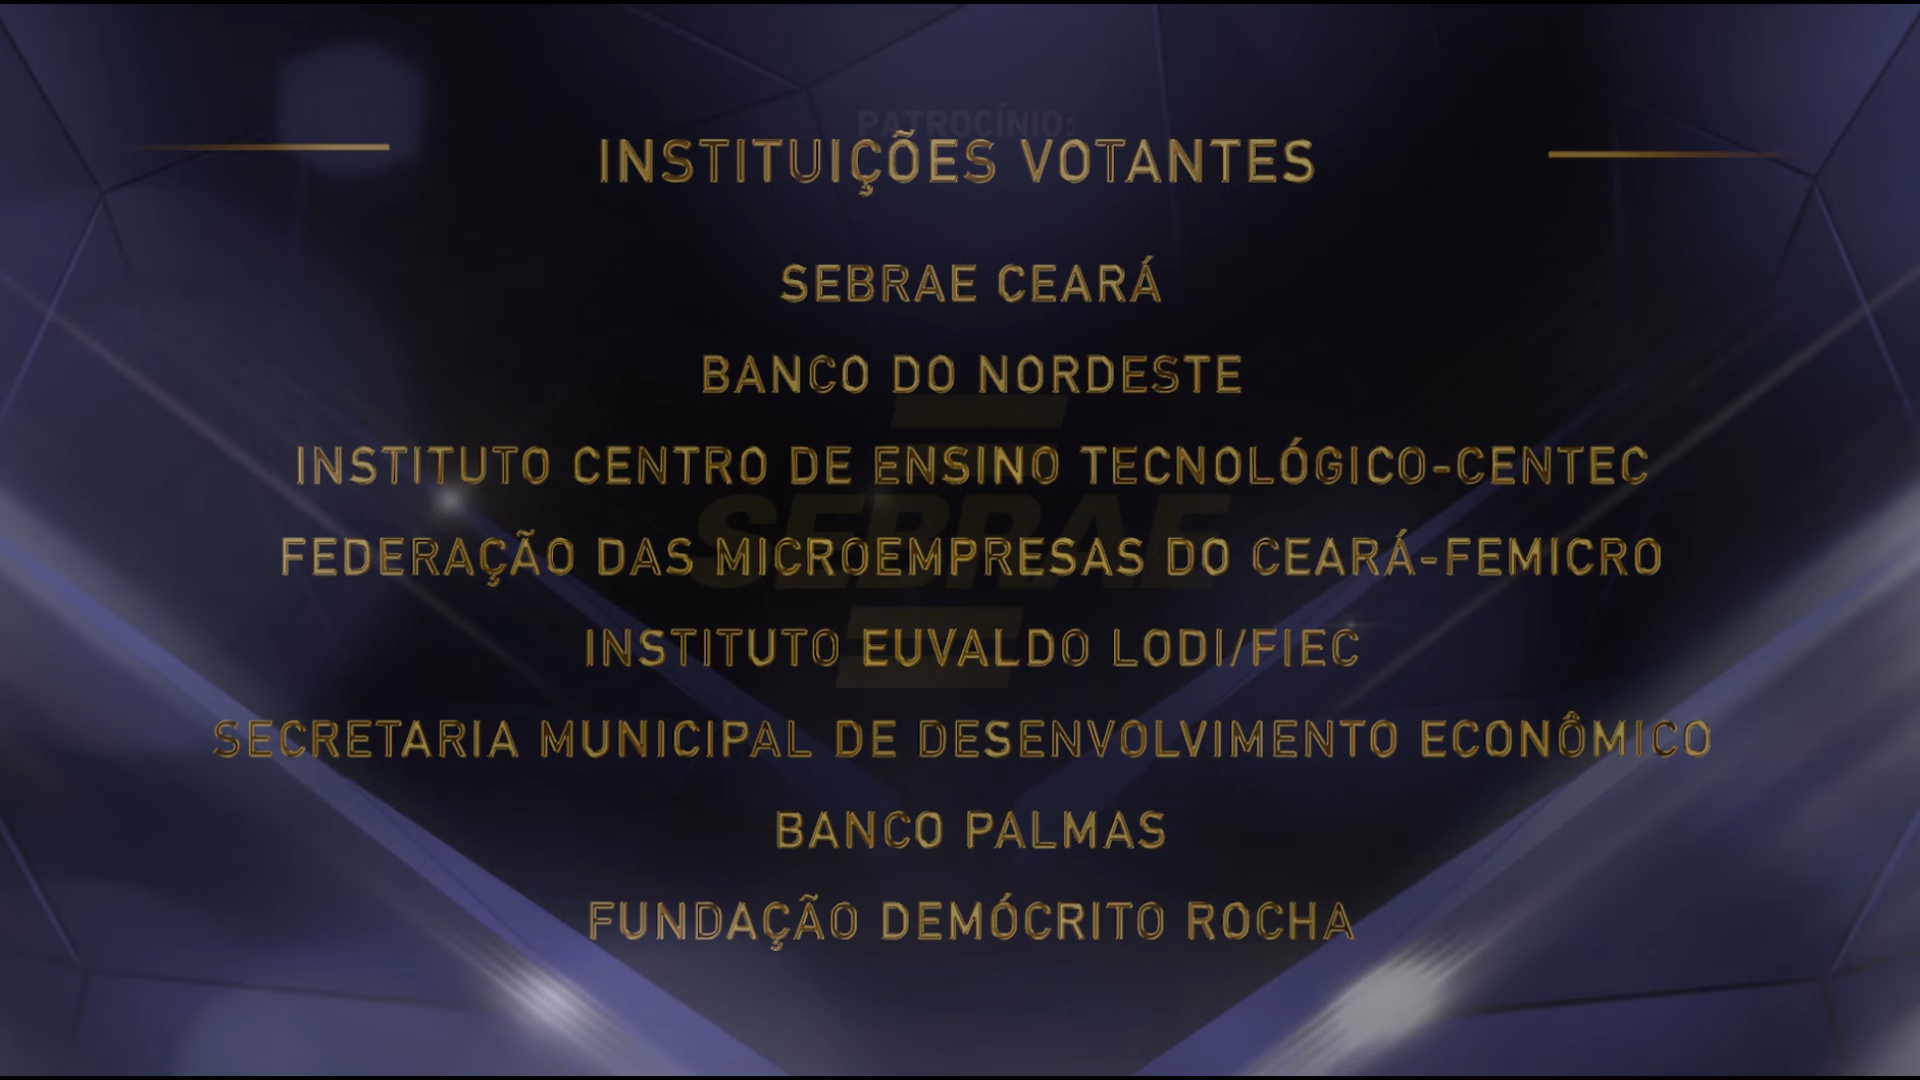 PATROCÍNIO:
INSTITUIÇÕES VOTANTES
SEBRAE CEARÁ
BANCO DO NORDESTE
INSTITUTO CENTRO DE ENSINO TECNOLÓGICO-CENTEC
SEBRAE
FEDERAÇÃO DAS MICROEMPRESAS DO CEARÁ-FEMICRO
INSTITUTO EUVALDO LODI/FIEC
SECRETARIA MUNICIPAL DE DESENVOLVIMENTO ECONÔMICO
BANCO PALMAS
FUNDAÇÃO DEMÓCRITO ROCHA